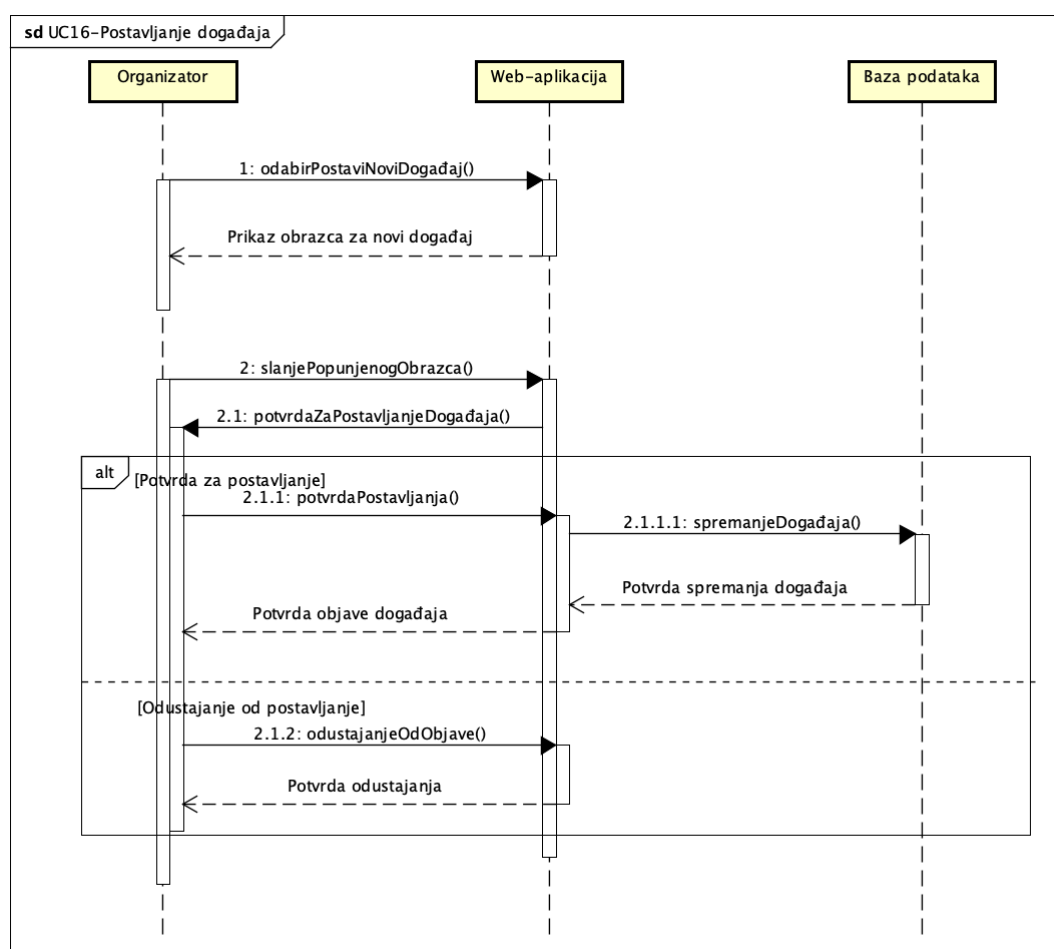 sd UC16-Postavljanje događaja
Organizator
Web-aplikacija
Baza podataka
1: odabirPostaviNoviDogađaj()
Prikaz obrazca za novi događaj
2: slanjePopunjenogObrazca()
2.1: potvrdaZaPostavljanjeDogađaja()
alt
[Potvrda za postavljanje]
2.1.1: potvrdaPostavljanja()
2.1.1.1: spremanjeDogađaja()
Potvrda spremanja događaja
Potvrda objave događaja
[Odustajanje od postavljanje]
2.1.2: odustajanjeOdObjave()
Potvrda odustajanja